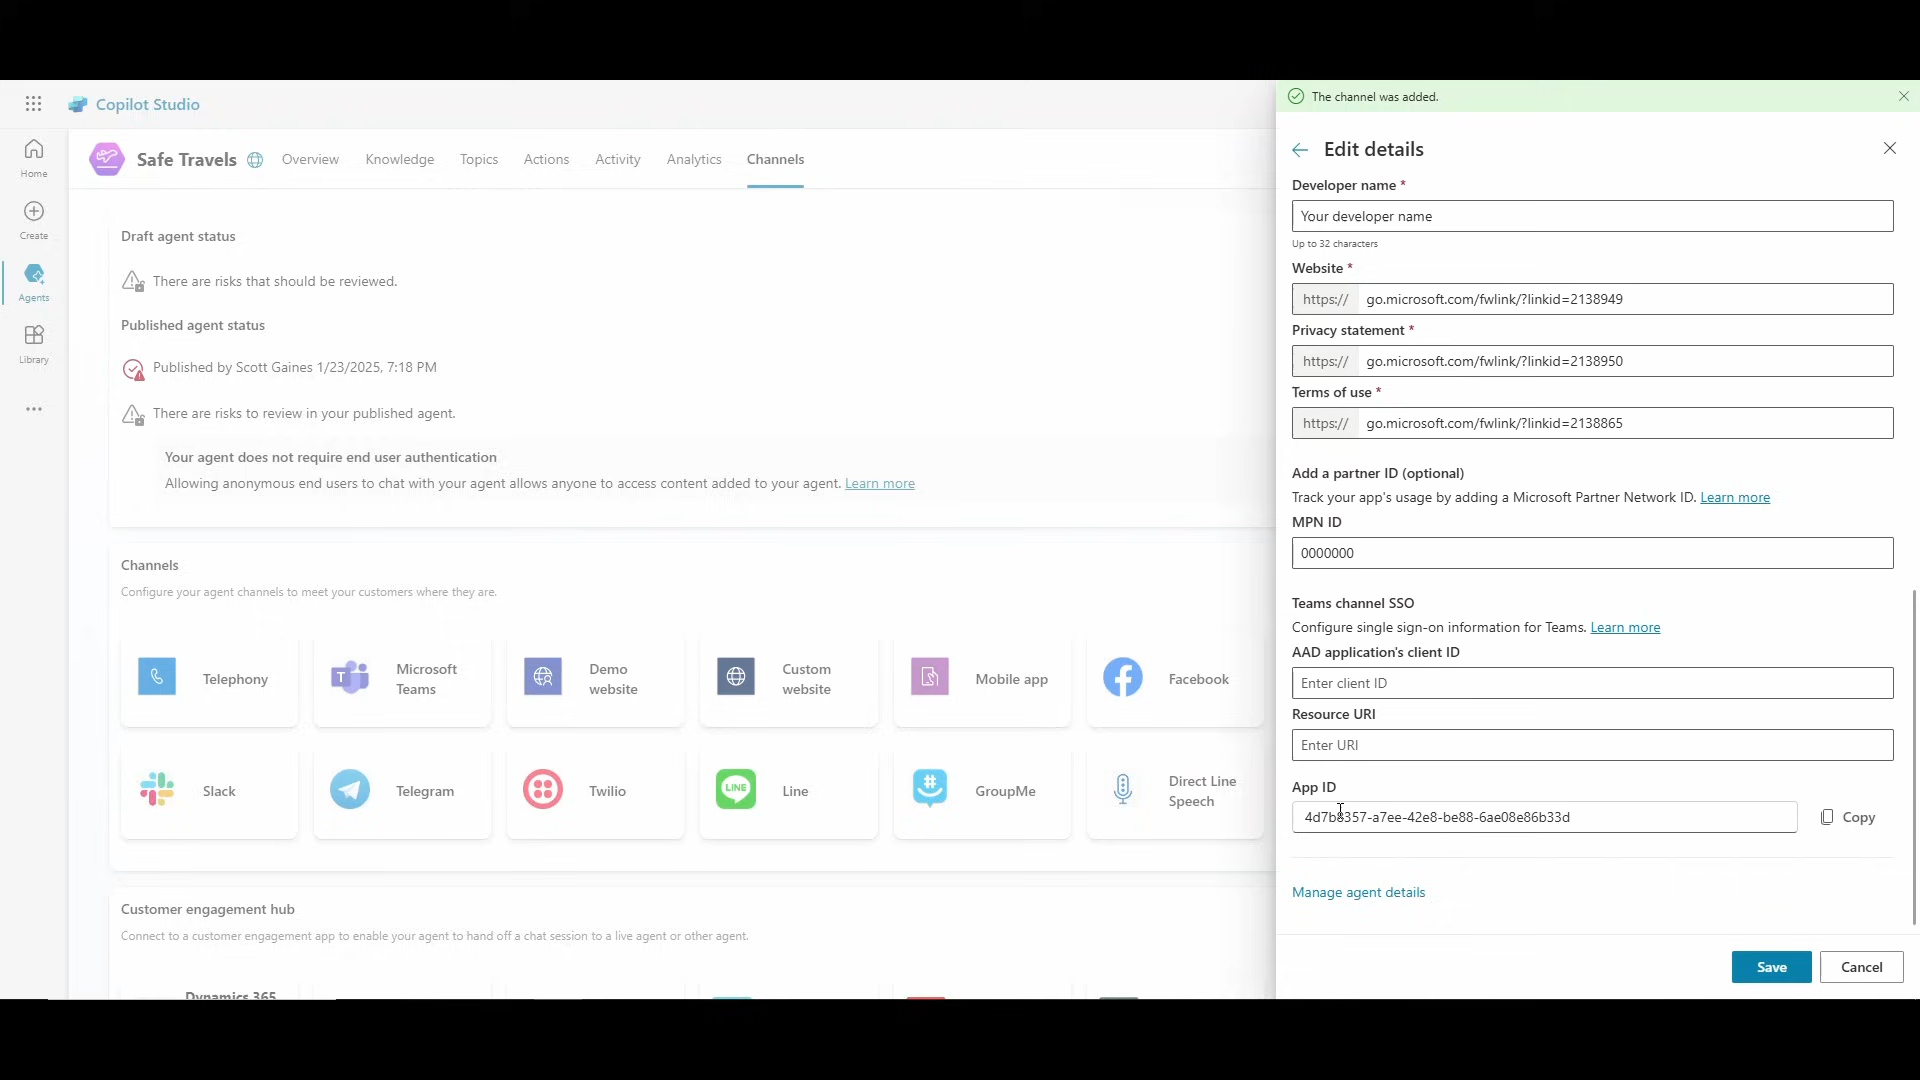 Copilot Studio
The channel was added.
Home
Create
Agents
Library
Safe Travels
Overview
Knowledge
Topics
Actions
Activity
Analytics
Channels
Draft agent status
There are risks that should be reviewed.
Published agent status
Published by Scott Gaines 1/23/2025, 7:18 PM
There are risks to review in your published agent.
Your agent does not require end user authentication
Allowing anonymous end users to chat with your agent allows anyone to access content added to your agent. Learn more
Channels
Configure your agent channels to meet your customers where they are.
Telephony
Microsoft
Teams
Demo
website
Custom
website
Mobile app
Facebook
Slack
Telegram
Twilio
LINE
Line
GroupMe
Direct Line
Speech
Customer engagement hub
Connect to a customer engagement app to enable your agent to hand off a chat session to a live agent or other agent.
Dynamics 365
Edit details
Developer name *
Your developer name
Up to 32 characters
Website *
https:// go.microsoft.com/fwlink/?linkid=2138949
Privacy statement *
https:// go.microsoft.com/fwlink/?linkid=2138950
Terms of use *
https:// go.microsoft.com/fwlink/?linkid=2138865
Add a partner ID (optional)
Track your app's usage by adding a Microsoft Partner Network ID. Learn more
MPN ID
0000000
Teams channel SSO
Configure single sign-on information for Teams. Learn more
AAD application's client ID
Enter client ID
Resource URI
Enter URI
App ID
4d7b8357-a7ee-42e8-be88-6ae08e86b33d
Copy
Manage agent details
Save
Cancel